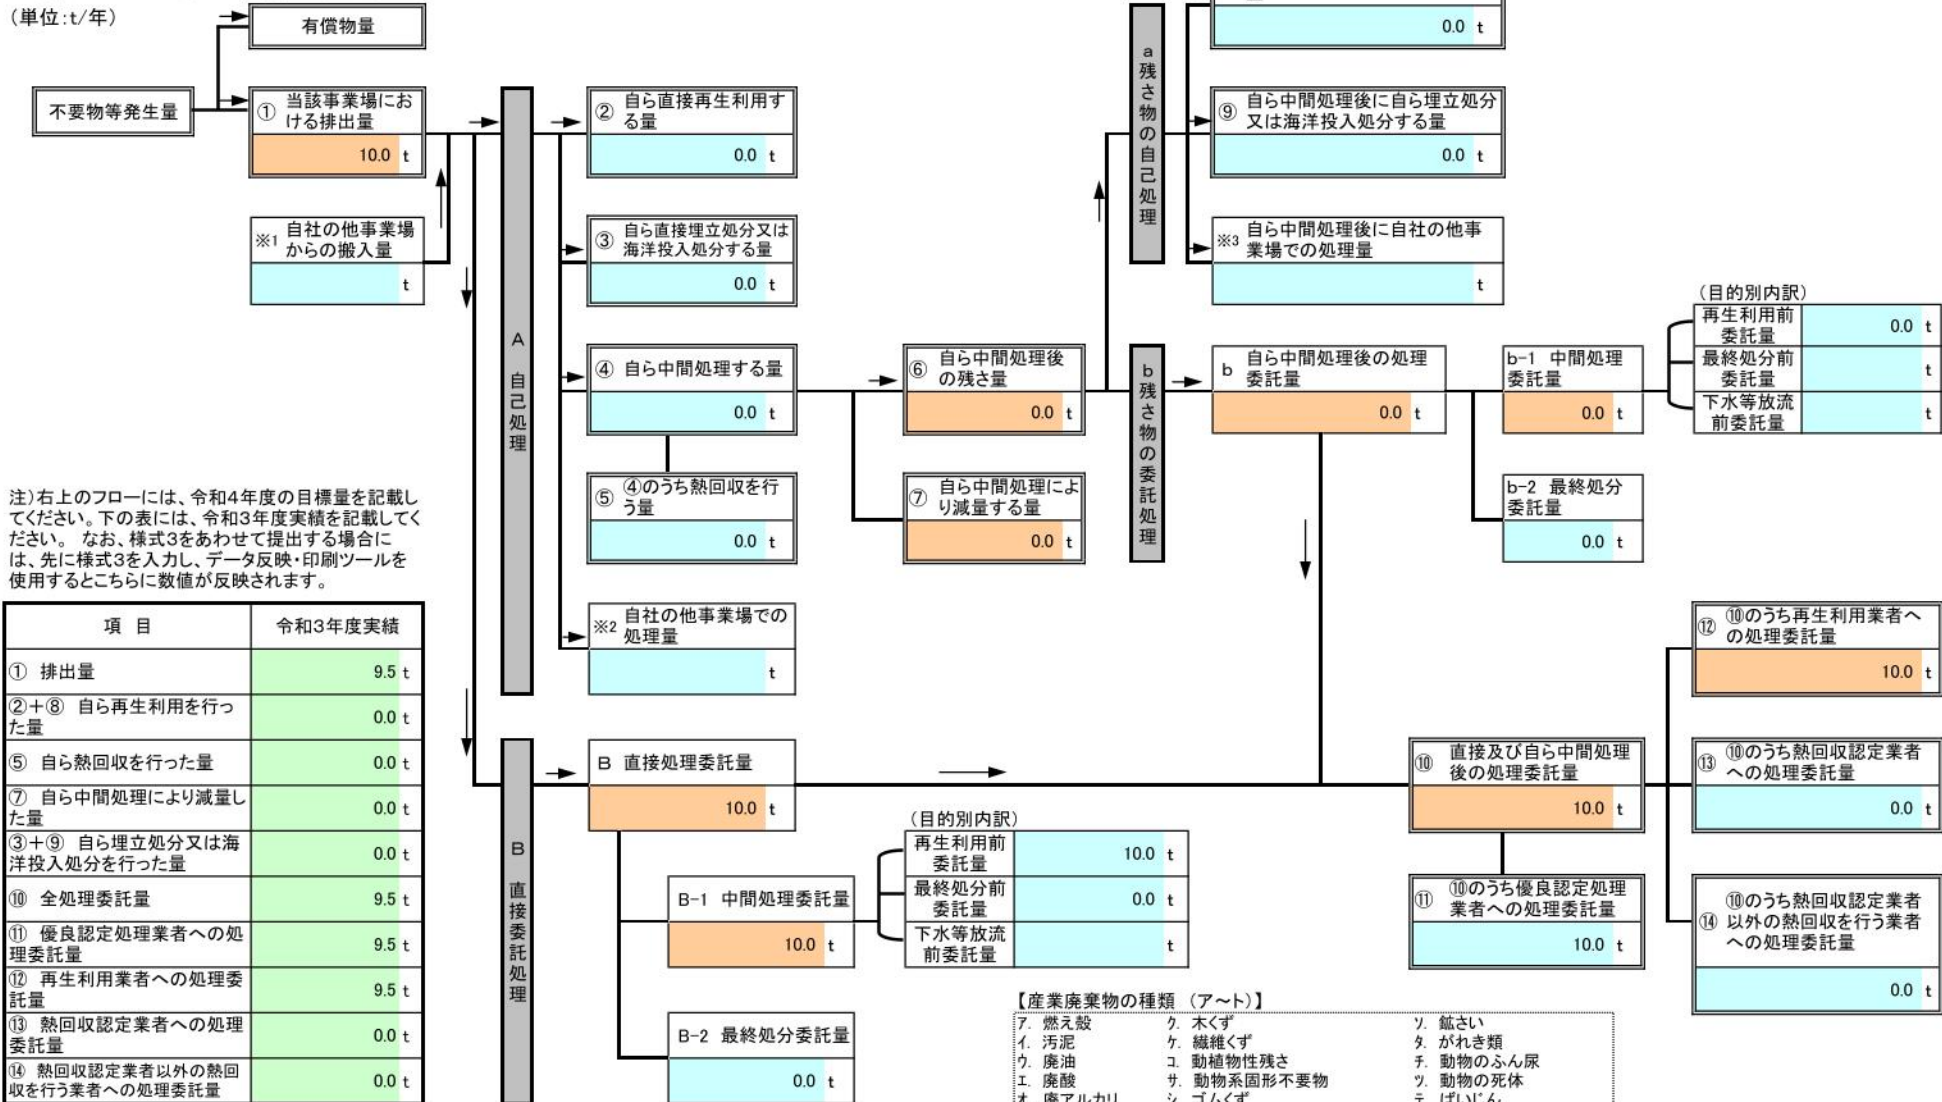 (単位:t/年)
有償物量
不要物等発生量
① 当該事業場にお
ける排出量
10.0 t
※1 自社の他事業場
からの搬入量
t
A 自己処理
② 自ら直接再生利用す
る量
0.0 t
③ 自ら直接埋立処分又は
海洋投入処分する量
0.0 t
④ 自ら中間処理する量
0.0 t
⑤ ④のうち熱回収を行
う量
0.0 t
※2 自社の他事業場での
処理量
t
⑥ 自ら中間処理後
の残さ量
0.0 t
⑦ 自ら中間処理によ
り減量する量
0.0 t
a 残さ物の自己処理
0.0 t
⑨ 自ら中間処理後に自ら埋立処分
又は海洋投入処分する量
0.0 t
※3 自ら中間処理後に自社の他事
業場での処理量
t
b 残さ物の委託処理
b 自ら中間処理後の処理
委託量
0.0 t
b-1 中間処理
委託量
0.0 t
(目的別内訳)
再生利用前
委託量
0.0 t
最終処分前
委託量
t
下水等放流
前委託量
t
b-2 最終処分
委託量
0.0 t
注)右上のフローには、令和4年度の目標量を記載し
てください。下の表には、令和3年度実績を記載してく
ださい。 なお、様式3をあわせて提出する場合に
は、先に様式3を入力し、データ反映・印刷ツールを
使用するとこちらに数値が反映されます。
項 目 令和3年度実績
① 排出量 9.5 t
②+⑧ 自ら再生利用を行っ
た量
0.0 t
⑤ 自ら熱回収を行った量 0.0 t
⑦ 自ら中間処理により減量し
た量
0.0 t
③+⑨ 自ら埋立処分又は海
洋投入処分を行った量
0.0 t
⑩ 全処理委託量 9.5 t
⑪ 優良認定処理業者への処
理委託量
9.5 t
⑫ 再生利用業者への処理委
託量
9.5 t
⑬ 熱回収認定業者への処理
委託量
0.0 t
⑭ 熱回収認定業者以外の熱回
収を行う業者への処理委託量
0.0 t
B 直接委託処理
B 直接処理委託量
10.0 t
B-1 中間処理委託量
10.0 t
(目的別内訳)
再生利用前
委託量
10.0 t
最終処分前
委託量
0.0 t
下水等放流
前委託量
t
B-2 最終処分委託量
0.0 t
⑩ 直接及び自ら中間処理
後の処理委託量
10.0 t
⑪ ⑩のうち優良認定処理
業者への処理委託量
10.0 t
⑫ ⑩のうち再生利用業者へ
の処理委託量
10.0 t
⑬ ⑩のうち熱回収認定業者
への処理委託量
0.0 t
⑭ ⑩のうち熱回収認定業者
以外の熱回収を行う業者
への処理委託量
0.0 t
【産業廃棄物の種類 (ア~ト)】
ア. 燃え殻 ク. 木くず ソ. 鉱さい
イ. 汚泥 ケ. 繊維くず タ. がれき類
ウ. 廃油 コ. 動植物性残さ チ. 動物のふん尿
エ. 廃酸 サ. 動物系固形不要物 ツ. 動物の死体
オ. 廃アルカリ シ. ゴムくず テ. ばいじん